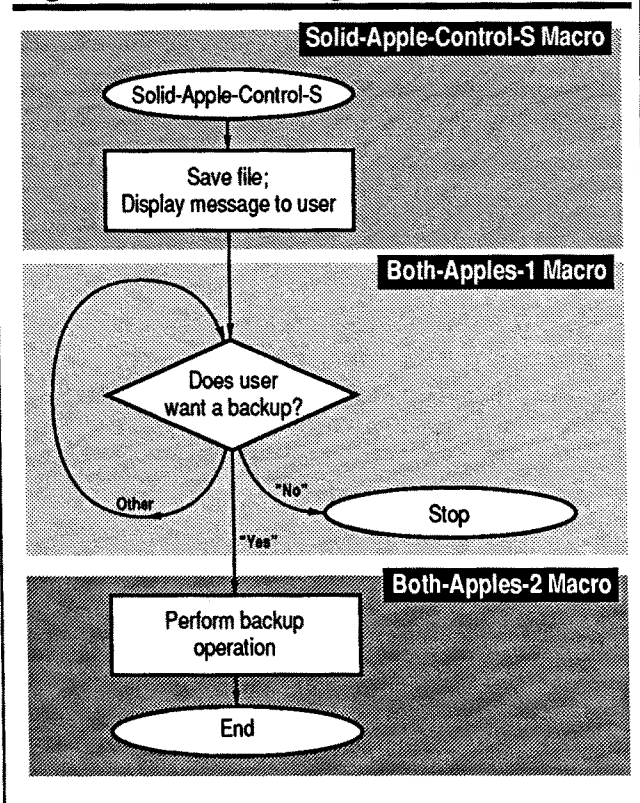 Solid-Apple-Control-S Macro
Solid-Apple-Control-S
Save file;
Display message to user
Both-Apples-1 Macro
Does user
want a backup?
Other
"No"
Stop
"Yes"
Both-Apples-2 Macro
Perform backup
operation
End